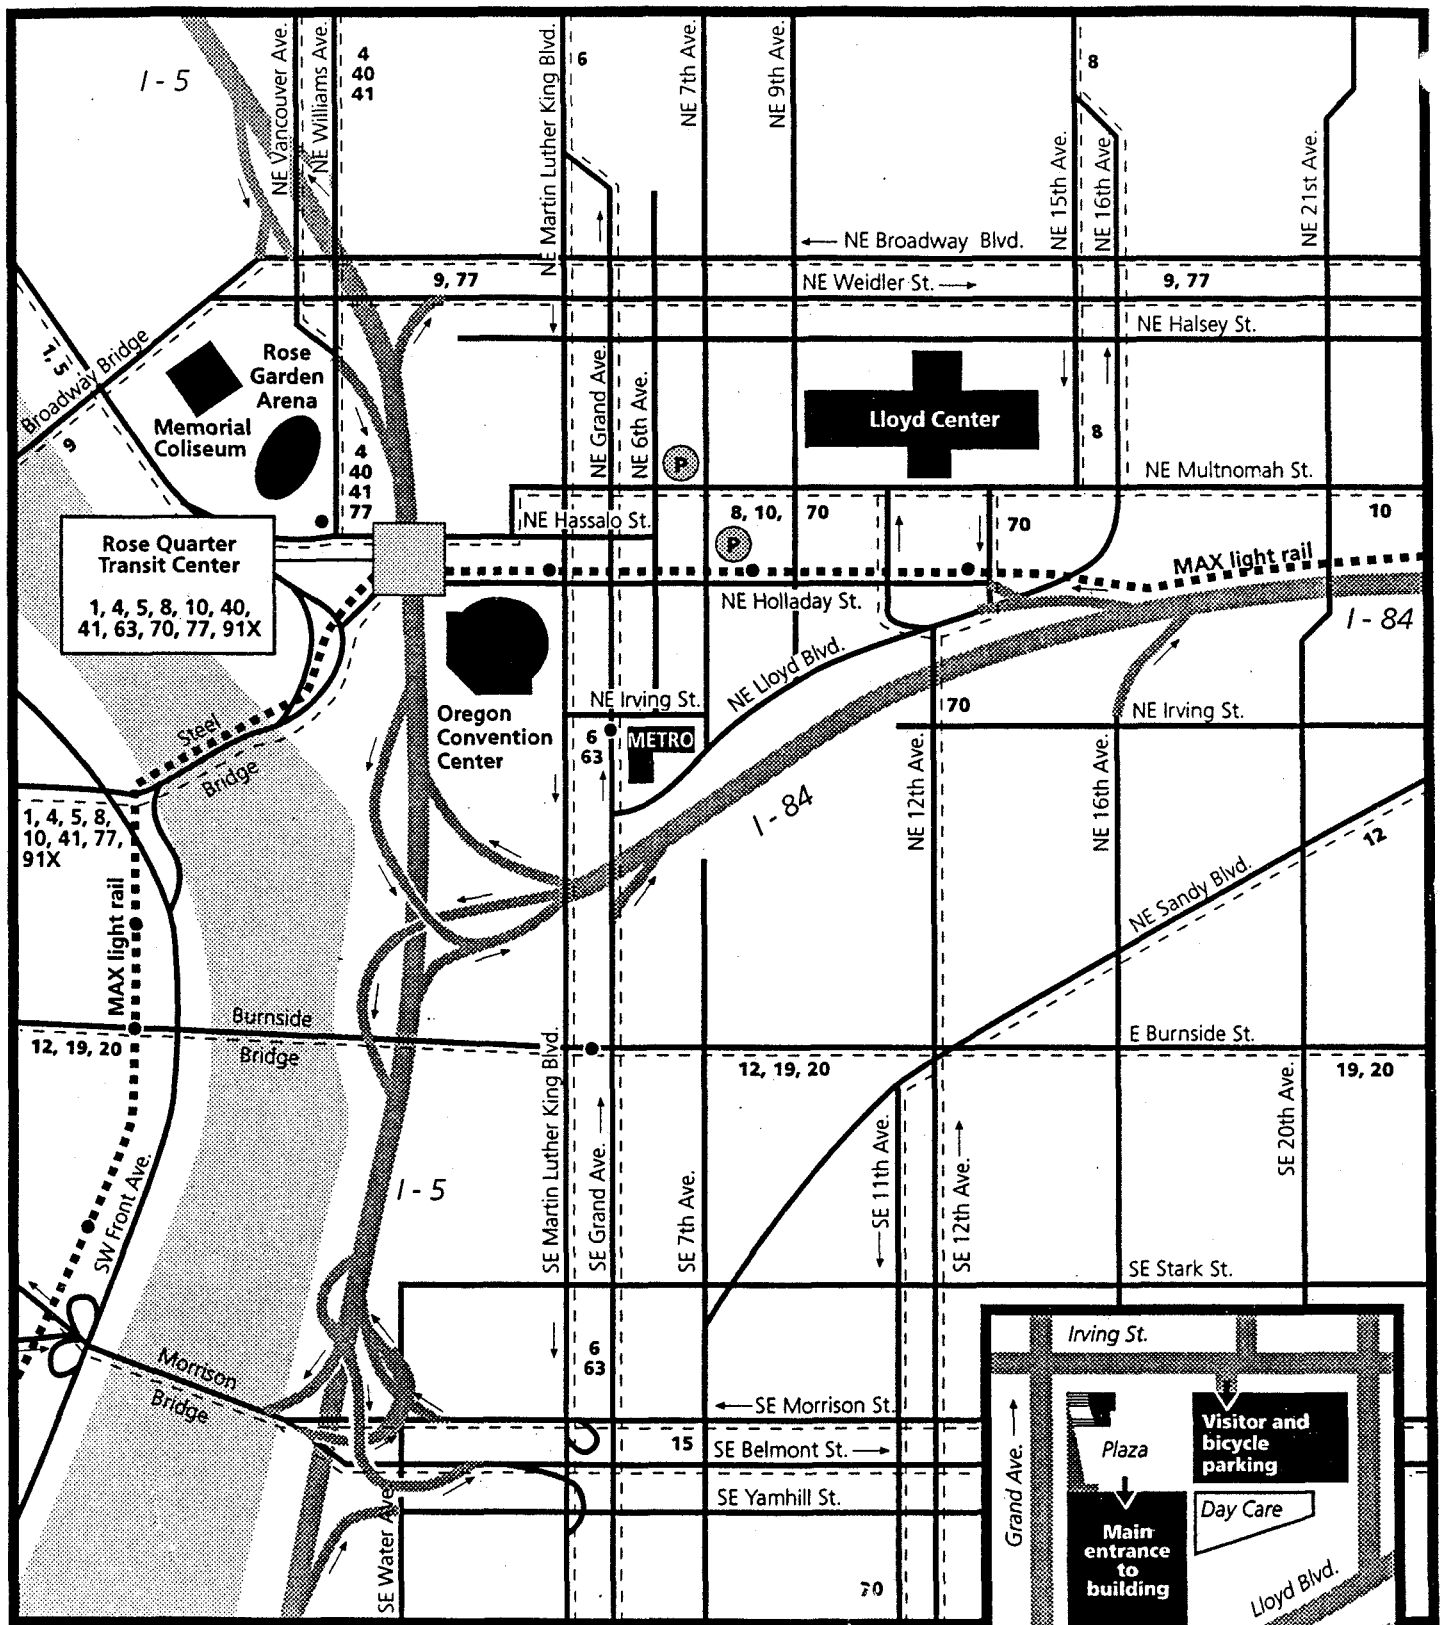 I - 5
NE Vancouver Ave.
NE Williams Ave.
4
40
41
NE Martin Luther King Blvd.
6
NE 7th Ave.
NE 9th Ave.
8
NE 15th Ave.
NE 16th Ave.
NE 21st Ave.
NE Broadway Blvd.
9, 77
NE Weidler St.
9, 77
NE Halsey St.
1, 5
Broadway Bridge
9
Rose
Garden
Arena
Memorial
Coliseum
NE Grand Ave.
NE 6th Ave.
P
Lloyd Center
8
NE Multnomah St.
4
40
41
77
NE Hassalo St.
8, 10,
70
70
10
P
MAX light rail
Rose Quarter
Transit Center
1, 4, 5, 8, 10, 40,
41, 63, 70, 77, 91X
NE Holladay St.
I - 84
NE Lloyd Blvd.
NE Irving St.
70
NE Irving St.
Oregon
Convention
Center
6
63
METRO
Steel
Bridge
1, 4, 5, 8,
10, 41, 77,
91X
I - 84
NE 12th Ave.
NE 16th Ave.
12
NE Sandy Blvd.
MAX light rail
Burnside
Bridge
12, 19, 20
E Burnside St.
12, 19, 20
19, 20
SE Martin Luther King Blvd.
SE Grand Ave.
SE 7th Ave.
SE 11th Ave.
SE 12th Ave.
SE 20th Ave.
I - 5
SW Front Ave.
SE Stark St.
6
63
Morrison
Bridge
SE Morrison St.
15
SE Belmont St.
SE Yamhill St.
SE Water Ave.
70
Irving St.
Grand Ave.
Plaza
Visitor and
bicycle
parking
Day Care
Main
entrance
to
building
Lloyd Blvd.